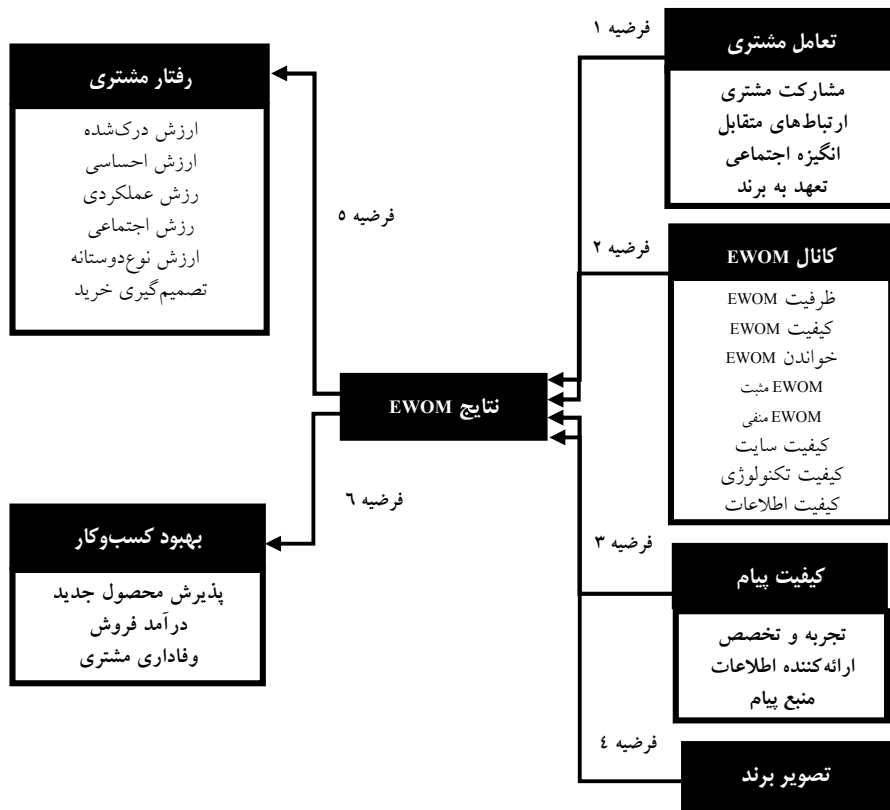 فرضیه ۱
تعامل مشتری
مشارکت مشتری
ارتباط‌های متقابل
انگیزه اجتماعی
تعهد به برند
فرضیه ۲
کانال EWOM
ظرفیت EWOM
کیفیت EWOM
خواندن EWOM
EWOM مثبت
EWOM منفی
کیفیت سایت
کیفیت تکنولوژی
کیفیت اطلاعات
فرضیه ۳
کیفیت پیام
تجربه و تخصص
ارائه‌کننده اطلاعات
منبع پیام
فرضیه ٤
تصویر برند
نتایج EWOM
فرضیه ٥
رفتار مشتری
ارزش درک‌شده
ارزش احساسی
رزش عملکردی
رزش اجتماعی
ارزش نوع‌دوستانه
تصمیم‌گیری خرید
فرضیه ٦
بهبود کسب‌وکار
پذیرش محصول جدید
درآمد فروش
وفاداری مشتری